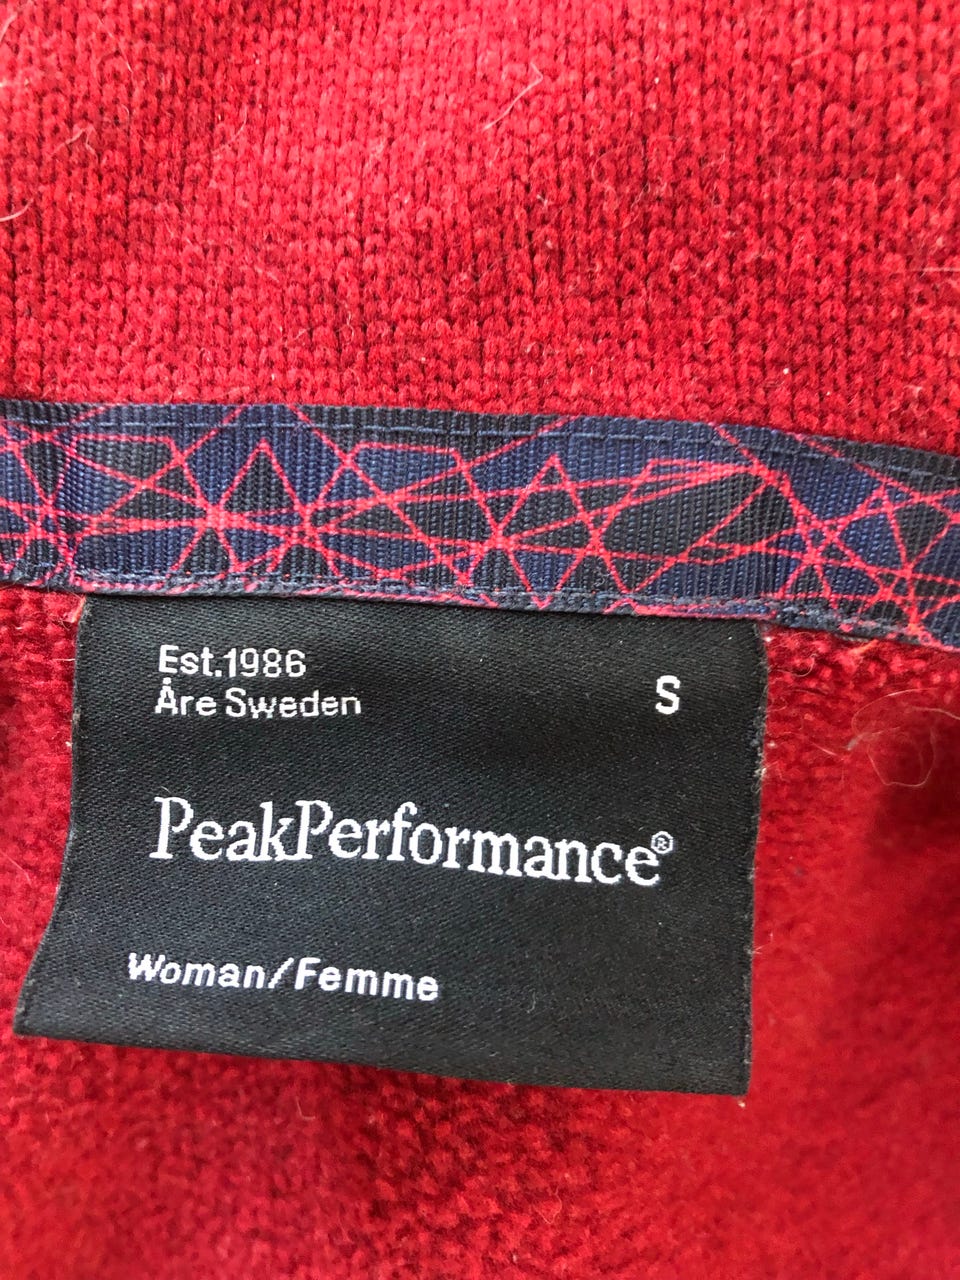 Est.1986
Åre Sweden
S
PeakPerformance®
Woman/Femme